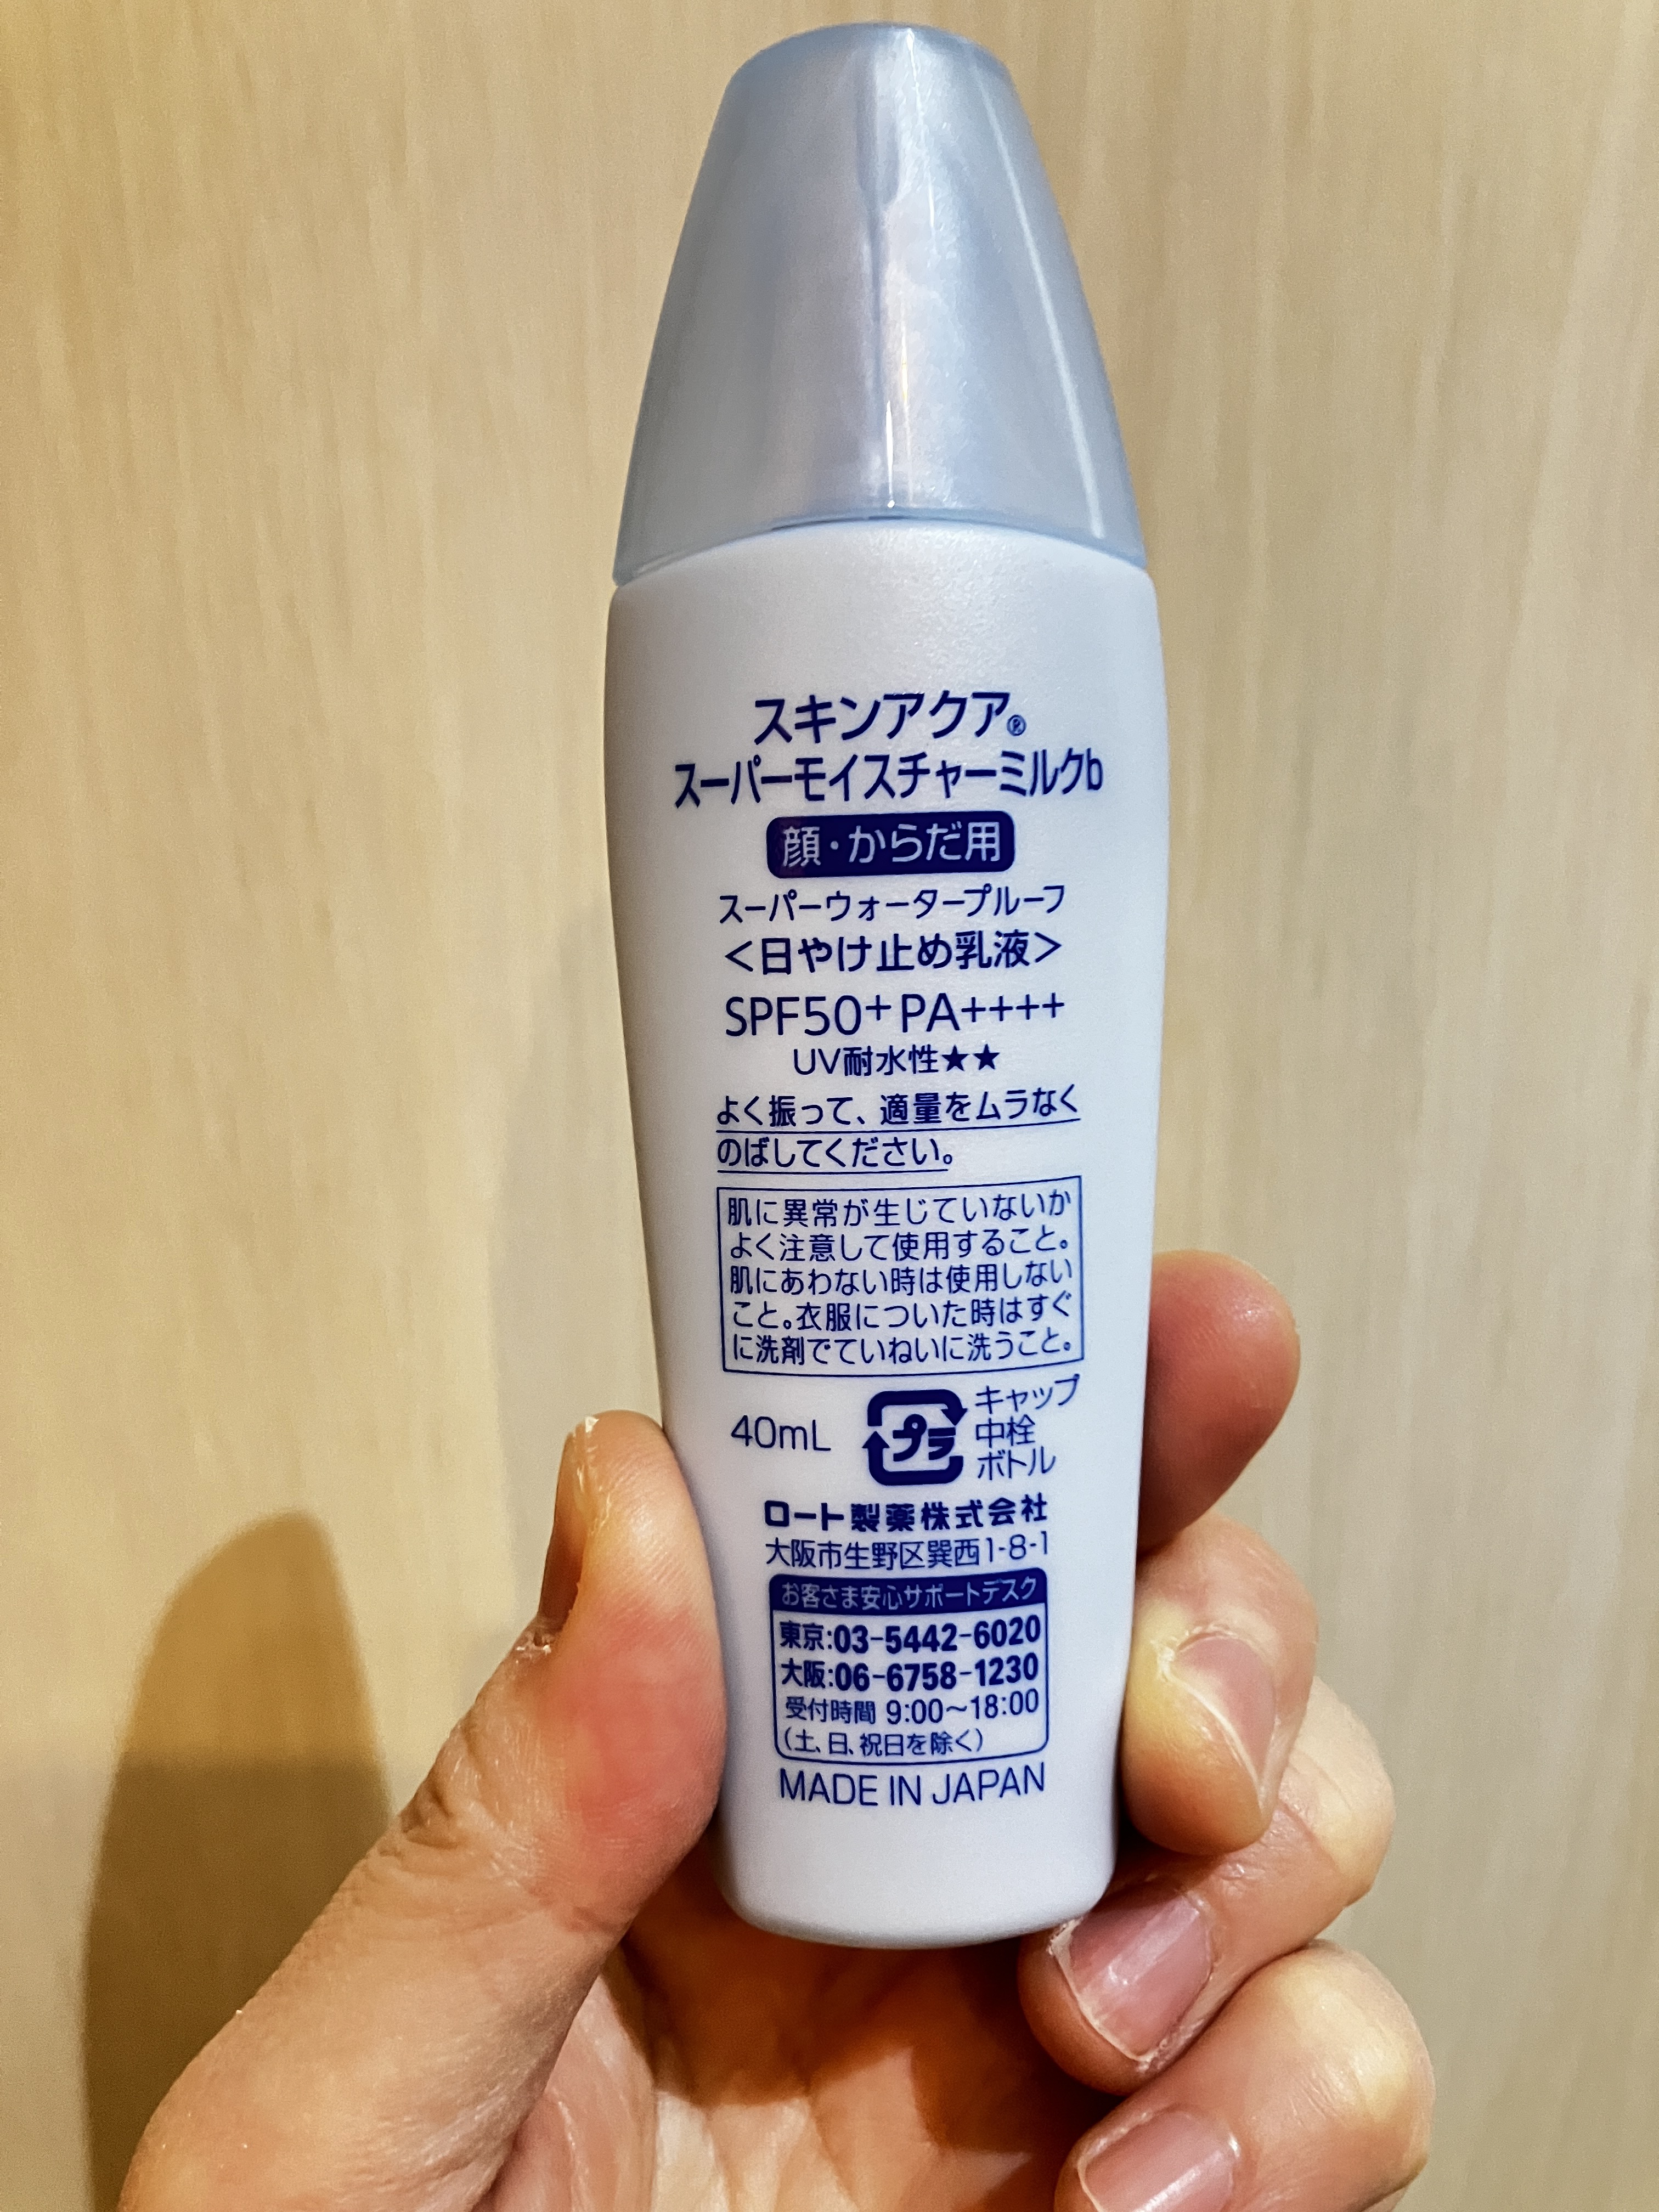 スキンアクア®
スーパーモイスチャーミルクb
顔・からだ用
スーパーウォータープルーフ
<日やけ止め乳液>
SPF50+ PA++++
UV耐水性★★
よく振って、適量をムラなく
のばしてください。
肌に異常が生じていないか
よく注意して使用すること。
肌にあわない時は使用しない
こと。衣服についた時はすぐ
に洗剤でていねいに洗うこと。
40mL
プラ
キャップ
中栓
ボトル
ロート製薬株式会社
大阪市生野区巽西1-8-1
お客さま安心サポートデスク
東京:03-5442-6020
大阪:06-6758-1230
受付時間 9:00〜18:00
(土、日、祝日を除く)
MADE IN JAPAN